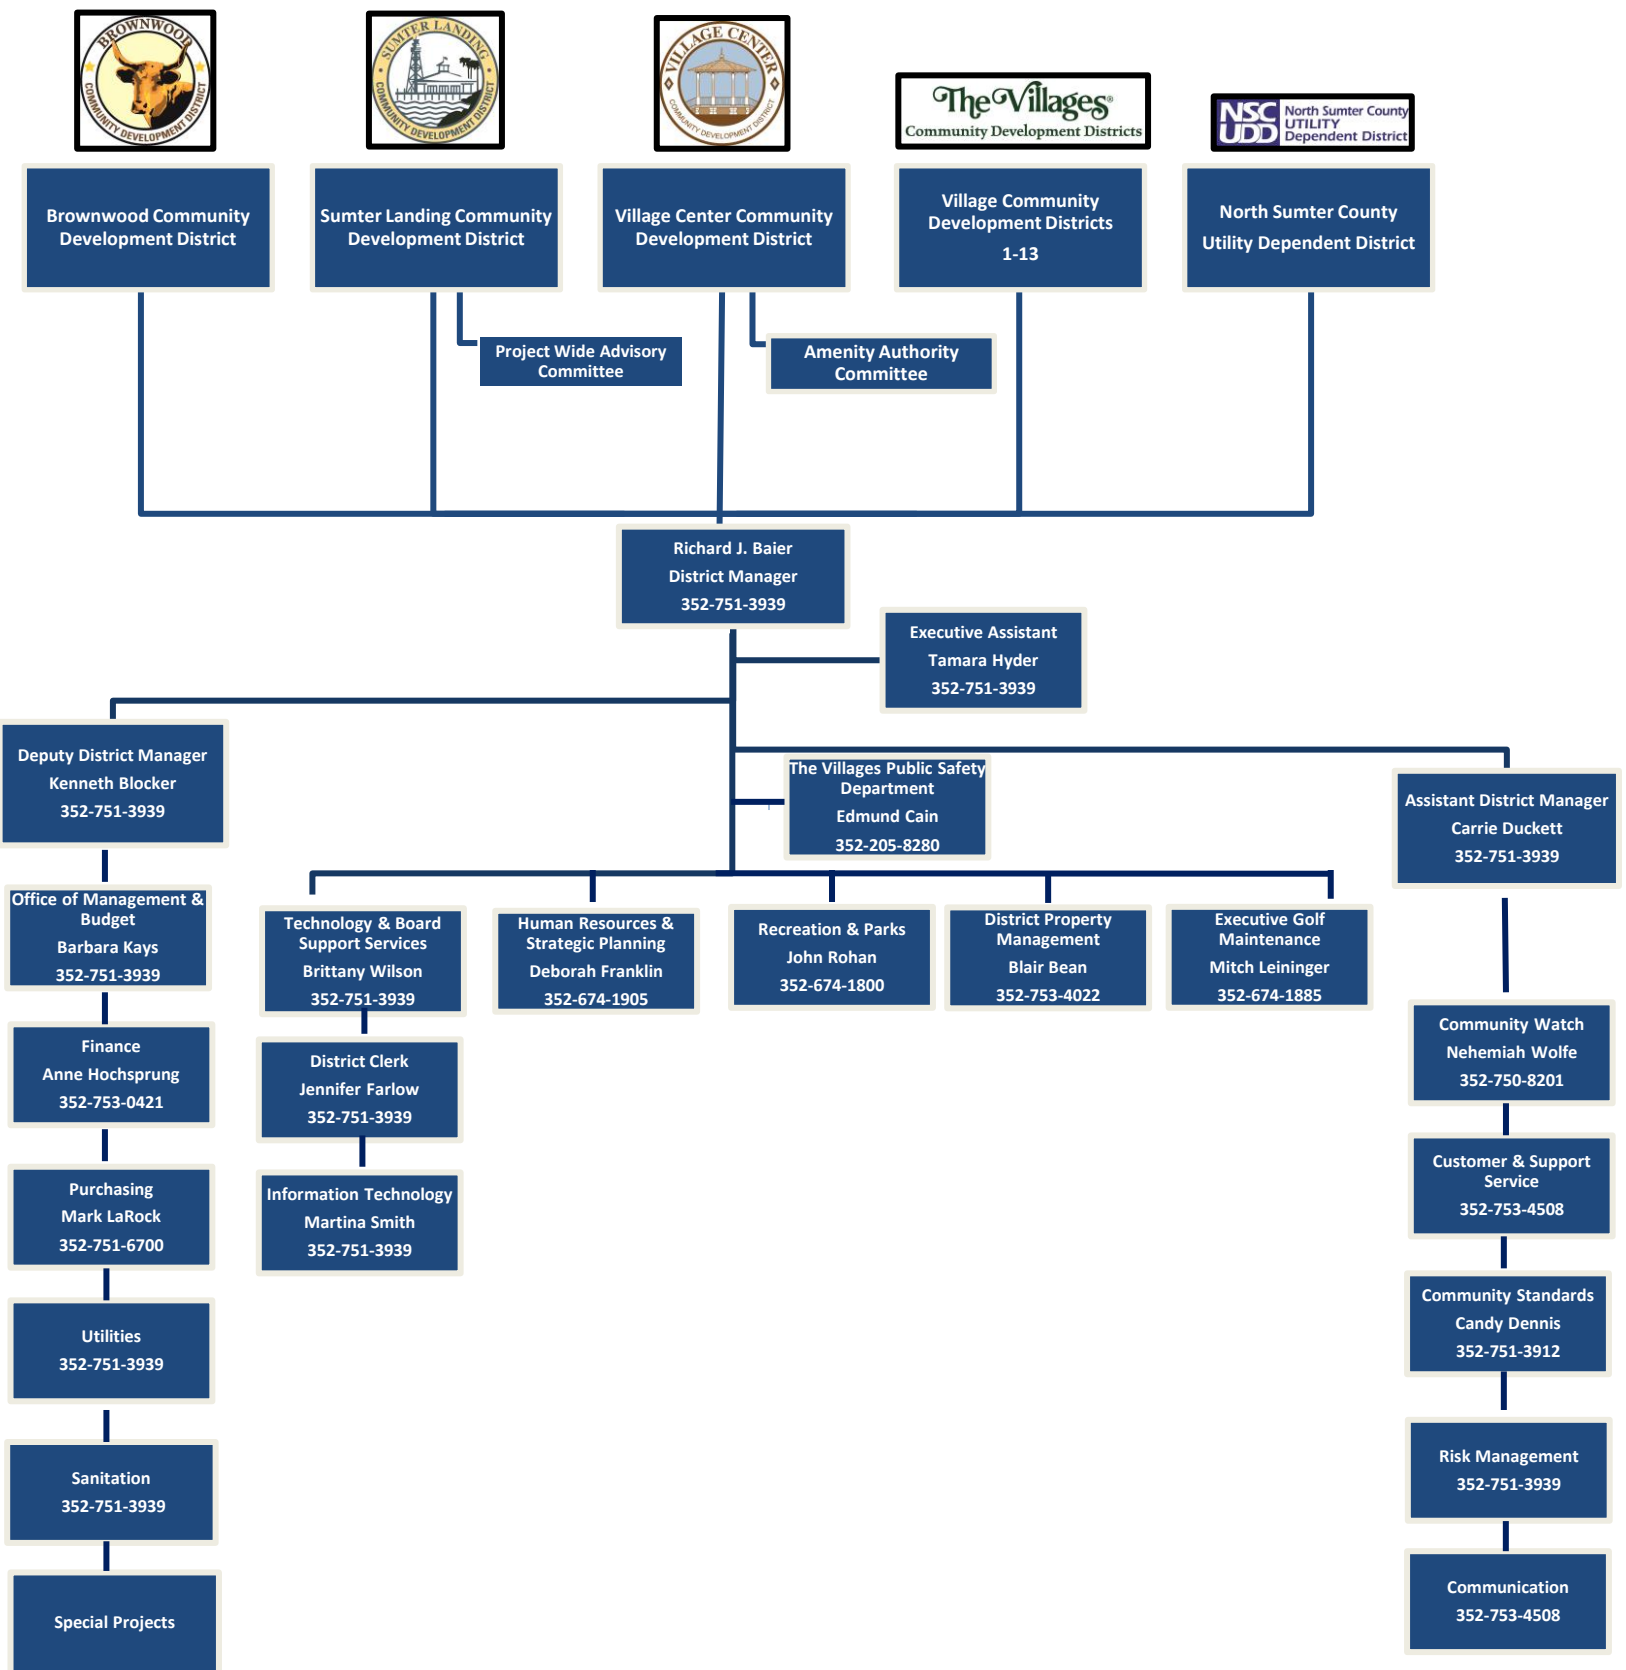 BROWNWOOD
COMMUNITY DEVELOPMENT DISTRICT
SUMTER LANDING
COMMUNITY DEVELOPMENT DISTRICT
VILLAGE CENTER
COMMUNITY DEVELOPMENT DISTRICT
The Villages®
Community Development Districts
NSC
UDD
North Sumter County
UTILITY
Dependent District
Brownwood Community
Development District
Sumter Landing Community
Development District
Village Center Community
Development District
Village Community
Development Districts
1-13
North Sumter County
Utility Dependent District
Project Wide Advisory
Committee
Amenity Authority
Committee
Richard J. Baier
District Manager
352-751-3939
Executive Assistant
Tamara Hyder
352-751-3939
Deputy District Manager
Kenneth Blocker
352-751-3939
The Villages Public Safety
Department
Edmund Cain
352-205-8280
Assistant District Manager
Carrie Duckett
352-751-3939
Office of Management &
Budget
Barbara Kays
352-751-3939
Finance
Anne Hochsprung
352-753-0421
Purchasing
Mark LaRock
352-751-6700
Utilities
352-751-3939
Sanitation
352-751-3939
Special Projects
Technology & Board
Support Services
Brittany Wilson
352-751-3939
District Clerk
Jennifer Farlow
352-751-3939
Information Technology
Martina Smith
352-751-3939
Human Resources &
Strategic Planning
Deborah Franklin
352-674-1905
Recreation & Parks
John Rohan
352-674-1800
District Property
Management
Blair Bean
352-753-4022
Executive Golf
Maintenance
Mitch Leininger
352-674-1885
Community Watch
Nehemiah Wolfe
352-750-8201
Customer & Support
Service
352-753-4508
Community Standards
Candy Dennis
352-751-3912
Risk Management
352-751-3939
Communication
352-753-4508